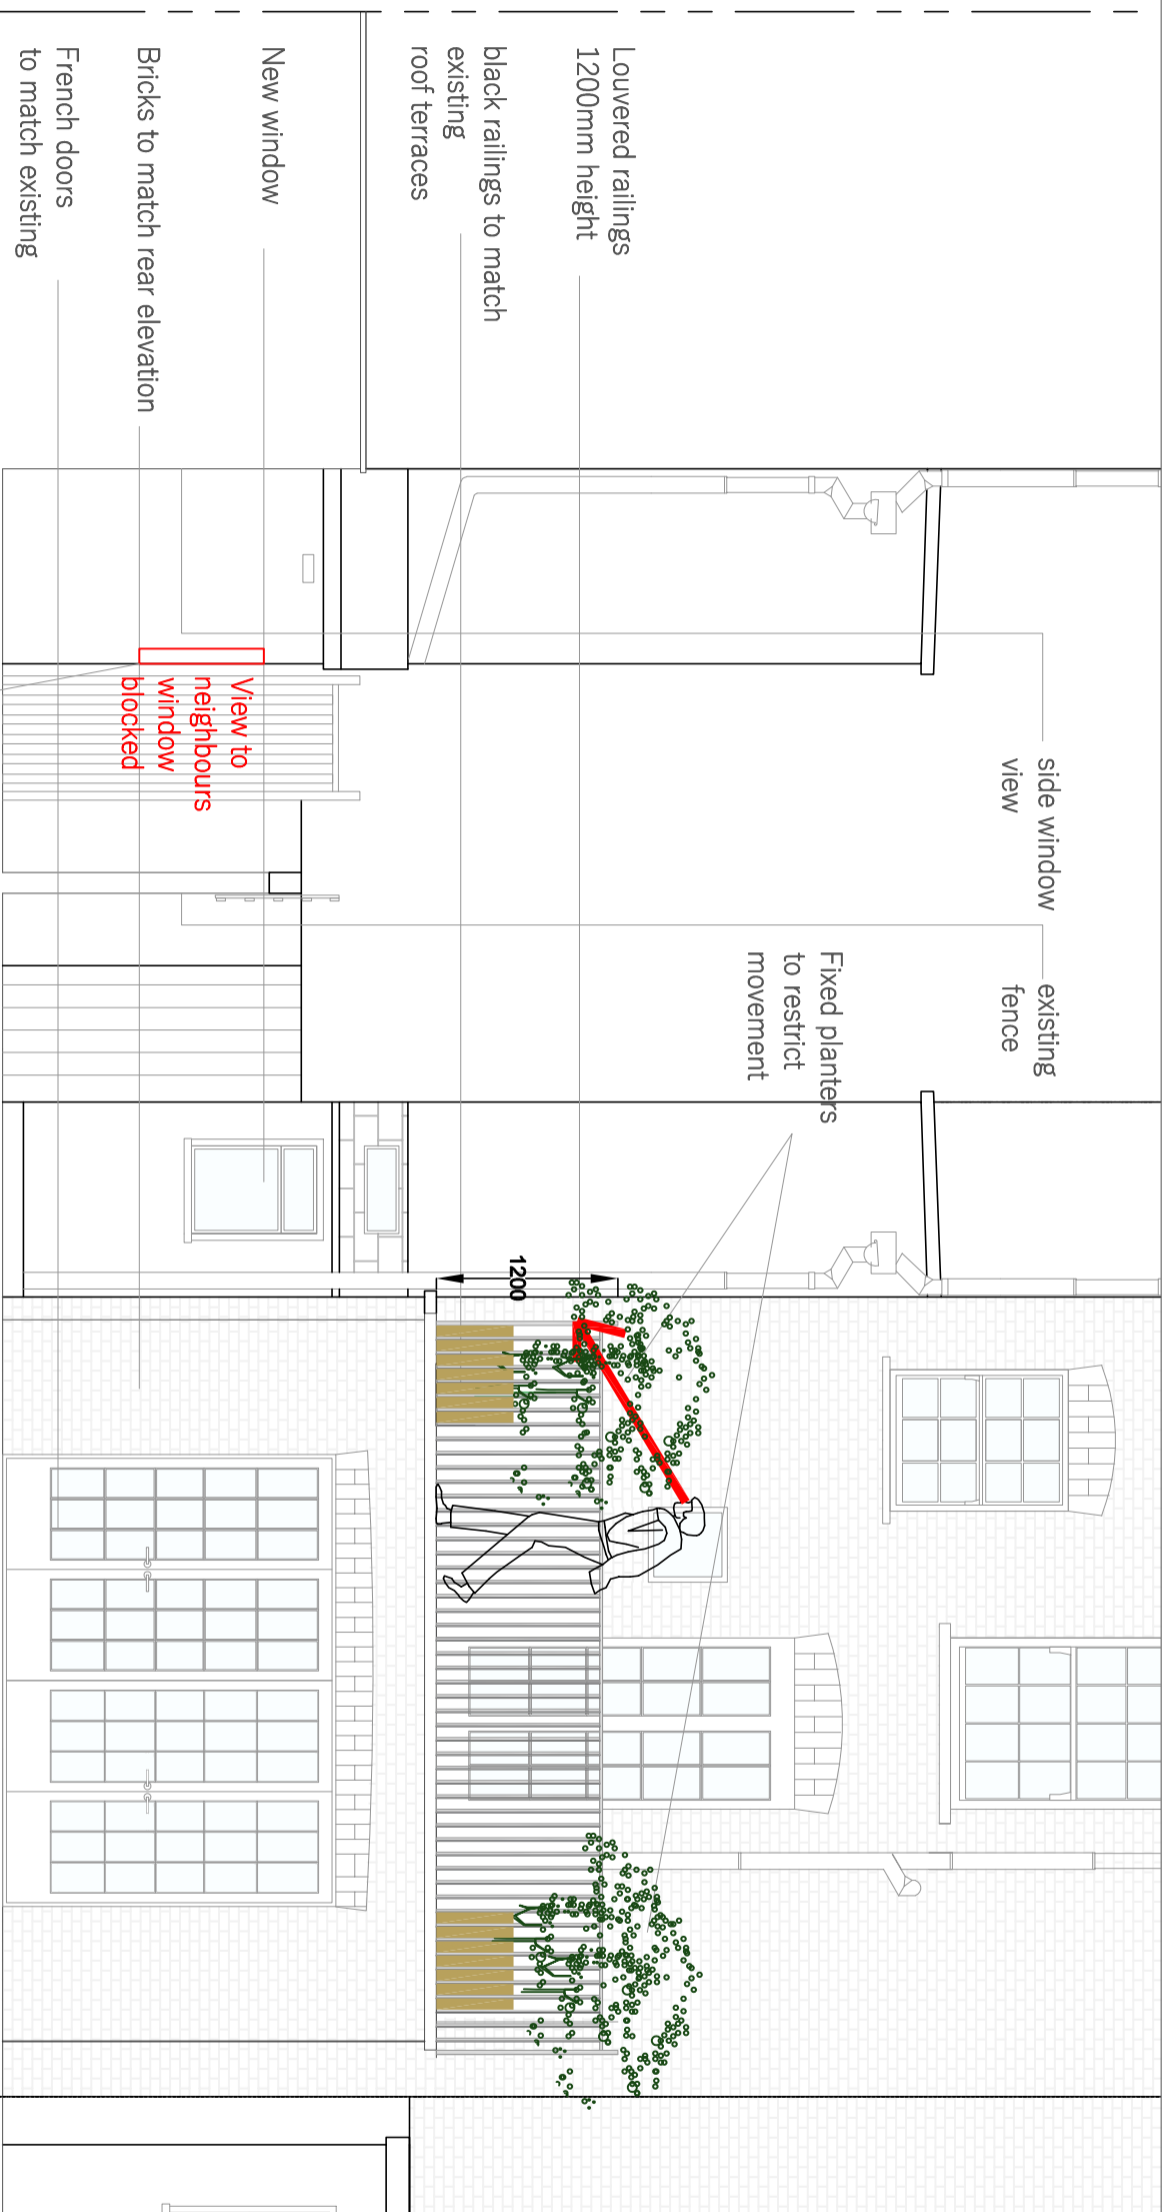 side window
view
existing
fence
Fixed planters
to restrict
movement
Louvered railings
1200mm height
black railings to match
existing
roof terraces
1200
New window
View to
neighbours
window
blocked
Bricks to match rear elevation
French doors
to match existing